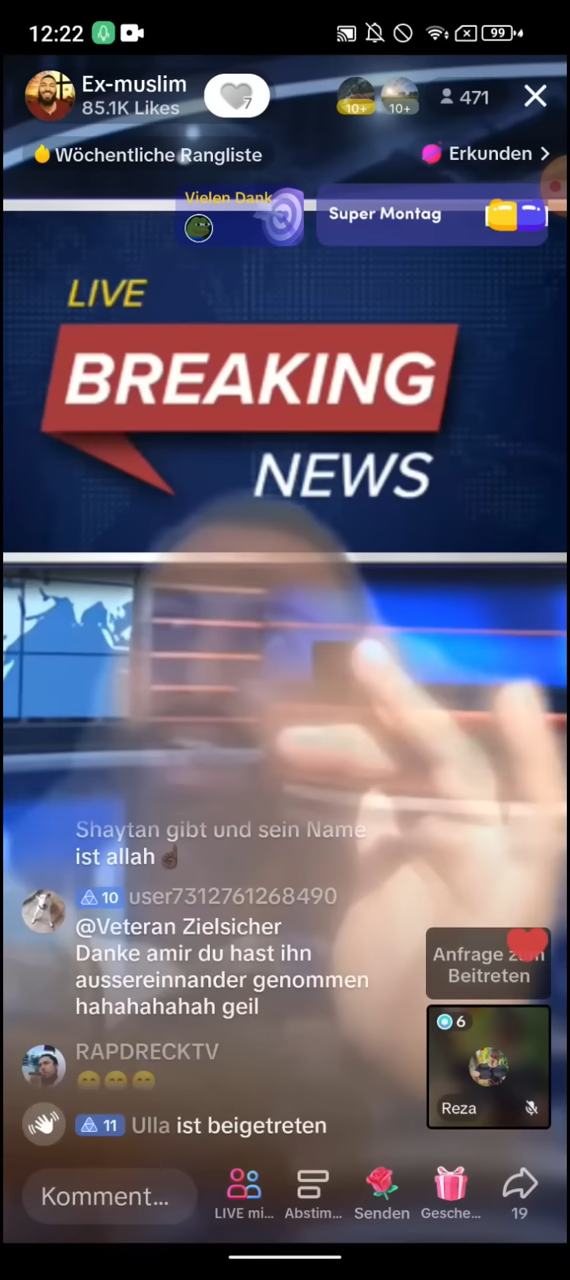 12:22
99
Ex-muslim
85.1K Likes
7
10+
10+
471
Wöchentliche Rangliste
Erkunden
Vielen Dank
Super Montag
LIVE
BREAKING
NEWS
Shaytan gibt und sein Name
ist allah
10 user7312761268490
@Veteran Zielsicher
Danke amir du hast ihn
aussereinnander genommen
hahahahahah geil
Anfrage zum
Beitreten
6
Reza
RAPDRECKTV
11 Ulla ist beigetreten
Komment...
LIVE mi...
Abstim...
Senden
Gesche...
19